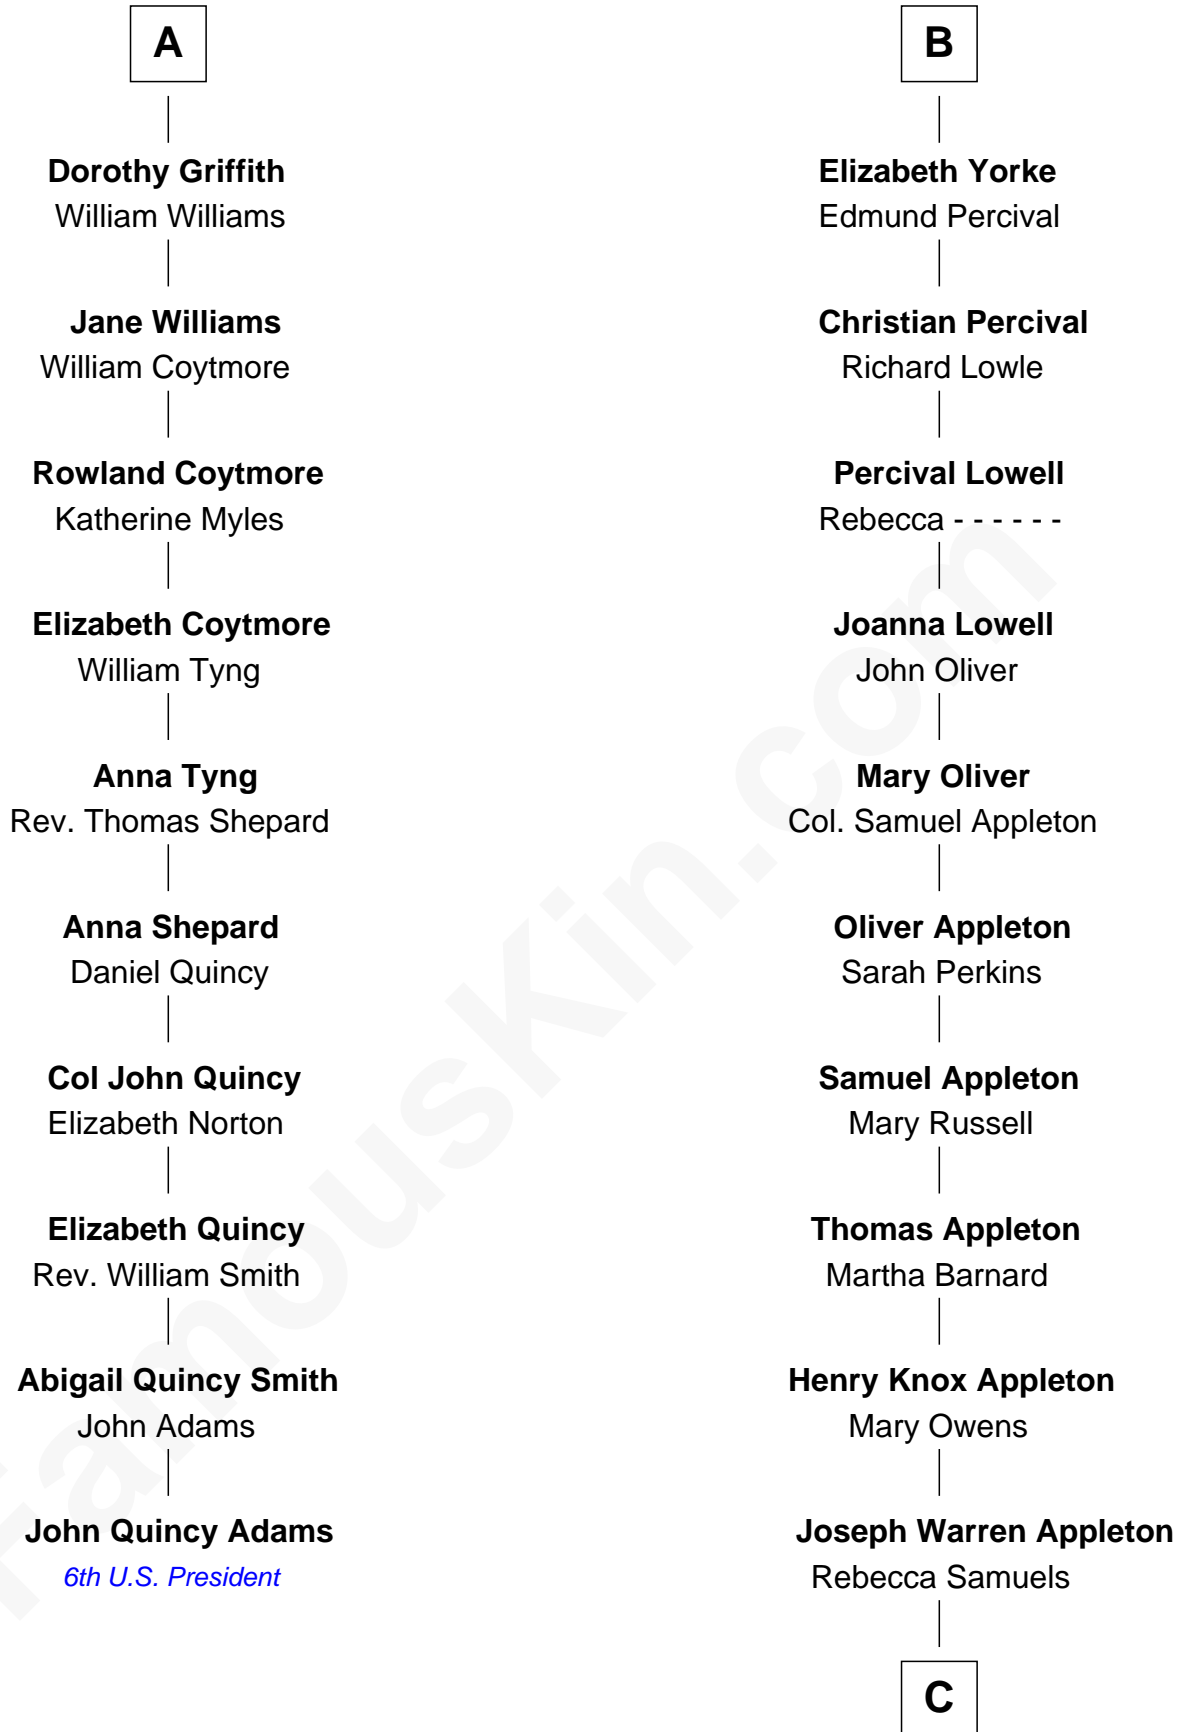 A
Dorothy Griffith
William Williams
Jane Williams
William Coytmore
Rowland Coytmore
Katherine Myles
Elizabeth Coytmore
William Tyng
Anna Tyng
Rev. Thomas Shepard
Anna Shepard
Daniel Quincy
Col John Quincy
Elizabeth Norton
Elizabeth Quincy
Rev. William Smith
Abigail Quincy Smith
John Adams
John Quincy Adams
6th U.S. President
B
Elizabeth Yorke
Edmund Percival
Christian Percival
Richard Lowle
Percival Lowell
Rebecca - - - - - -
Joanna Lowell
John Oliver
Mary Oliver
Col. Samuel Appleton
Oliver Appleton
Sarah Perkins
Samuel Appleton
Mary Russell
Thomas Appleton
Martha Barnard
Henry Knox Appleton
Mary Owens
Joseph Warren Appleton
Rebecca Samuels
C
FamousKin.com